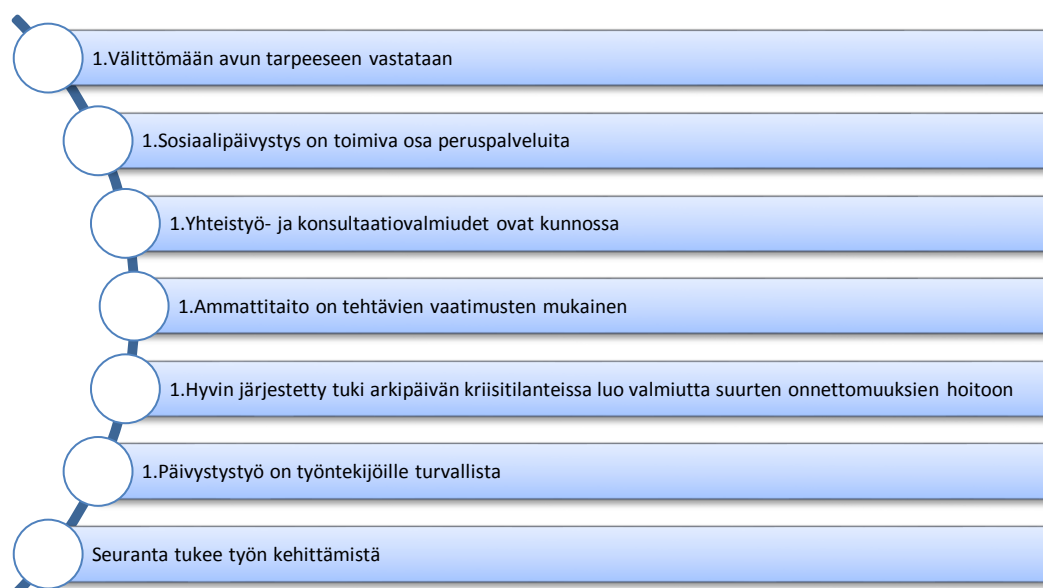 1.Välittömään avun tarpeeseen vastataan
1.Sosiaalipäivystys on toimiva osa peruspalveluita
1.Yhteistyö- ja konsultaatiovalmiudet ovat kunnossa
1.Ammattitaito on tehtävien vaatimusten mukainen
1.Hyvin järjestetty tuki arkipäivän kriisitilanteissa luo valmiutta suurten onnettomuuksien hoitoon
1.Päivystystyö on työntekijöille turvallista
Seuranta tukee työn kehittämistä